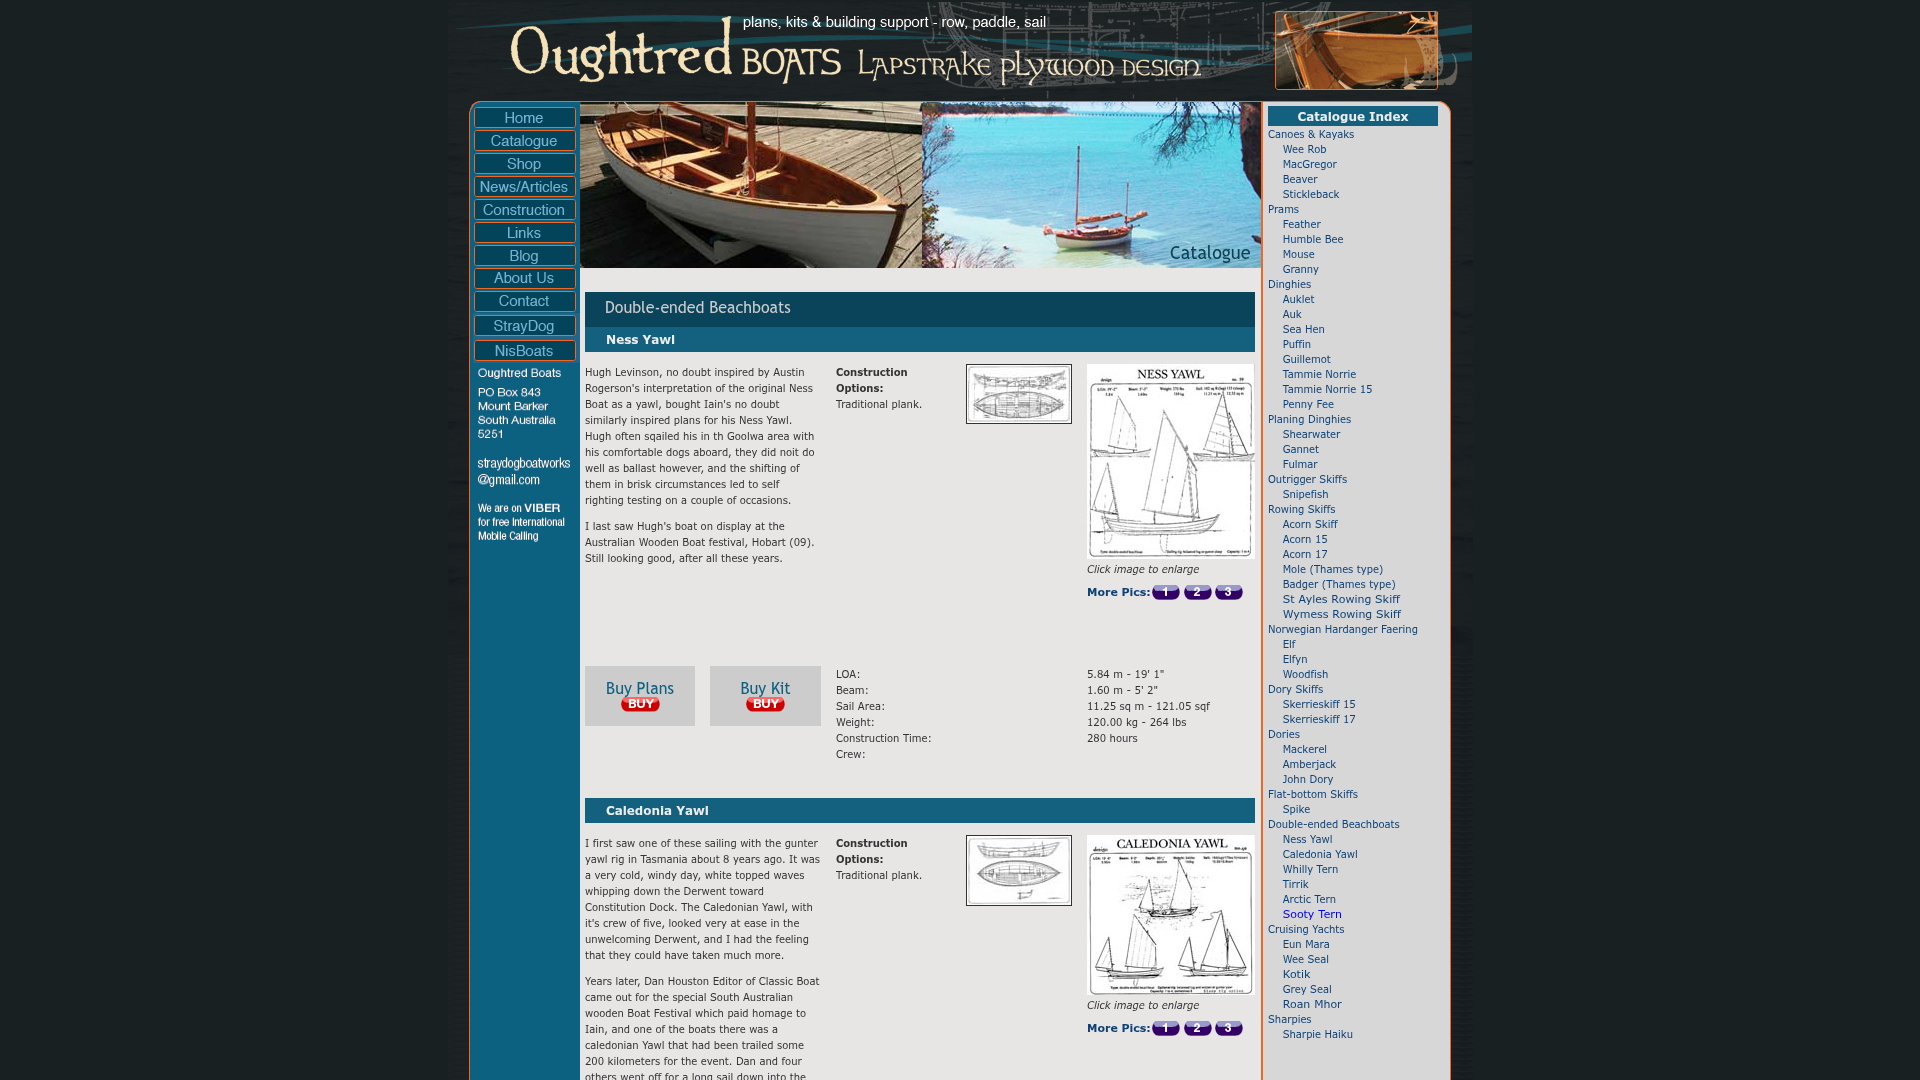 plans, kits & building support - row, paddle, sail
Oughtred BOATS LAPSTRAKE PLYWOOD DESIGN
Home
Catalogue
Shop
News/Articles
Construction
Links
Blog
About Us
Contact
StrayDog
NisBoats
Oughtred Boats
PO Box 843
Mount Barker
South Australia
5251
straydogboatworks
@gmail.com
We are on VIBER
for free International
Mobile Calling
Catalogue
Double-ended Beachboats
Ness Yawl
Hugh Levinson, no doubt inspired by Austin
Rogerson's interpretation of the original Ness
Boat as a yawl, bought Iain's no doubt
similarly inspired plans for his Ness Yawl.
Hugh often sqailed his in th Goolwa area with
his comfortable dogs aboard, they did noit do
well as ballast however, and the shifting of
them in brisk circumstances led to self
righting testing on a couple of occasions.
I last saw Hugh's boat on display at the
Australian Wooden Boat festival, Hobart (09).
Still looking good, after all these years.
Construction
Options:
Traditional plank.
NESS YAWL
design
Click image to enlarge
More Pics: 1 2 3
Buy Plans
BUY
Buy Kit
BUY
LOA: 5.84 m - 19' 1"
Beam: 1.60 m - 5' 2"
Sail Area: 11.25 sq m - 121.05 sqf
Weight: 120.00 kg - 264 lbs
Construction Time: 280 hours
Crew:
Caledonia Yawl
I first saw one of these sailing with the gunter
yawl rig in Tasmania about 8 years ago. It was
a very cold, windy day, white topped waves
whipping down the Derwent toward
Constitution Dock. The Caledonian Yawl, with
it's crew of five, looked very at ease in the
unwelcoming Derwent, and I had the feeling
that they could have taken much more.
Years later, Dan Houston Editor of Classic Boat
came out for the special South Australian
wooden Boat Festival which paid homage to
Iain, and one of the boats there was a
caledonian Yawl that had been trailed some
200 kilometers for the event. Dan and four
others went off for a long sail down into the
Construction
Options:
Traditional plank.
CALEDONIA YAWL
design
Click image to enlarge
More Pics: 1 2 3
Catalogue Index
Canoes & Kayaks
Wee Rob
MacGregor
Beaver
Stickleback
Prams
Feather
Humble Bee
Mouse
Granny
Dinghies
Auklet
Auk
Sea Hen
Puffin
Guillemot
Tammie Norrie
Tammie Norrie 15
Penny Fee
Planing Dinghies
Shearwater
Gannet
Fulmar
Outrigger Skiffs
Snipefish
Rowing Skiffs
Acorn Skiff
Acorn 15
Acorn 17
Mole (Thames type)
Badger (Thames type)
St Ayles Rowing Skiff
Wymess Rowing Skiff
Norwegian Hardanger Faering
Elf
Elfyn
Woodfish
Dory Skiffs
Skerrieskiff 15
Skerrieskiff 17
Dories
Mackerel
Amberjack
John Dory
Flat-bottom Skiffs
Spike
Double-ended Beachboats
Ness Yawl
Caledonia Yawl
Whilly Tern
Tirrik
Arctic Tern
Sooty Tern
Cruising Yachts
Eun Mara
Wee Seal
Kotik
Grey Seal
Roan Mhor
Sharpies
Sharpie Haiku